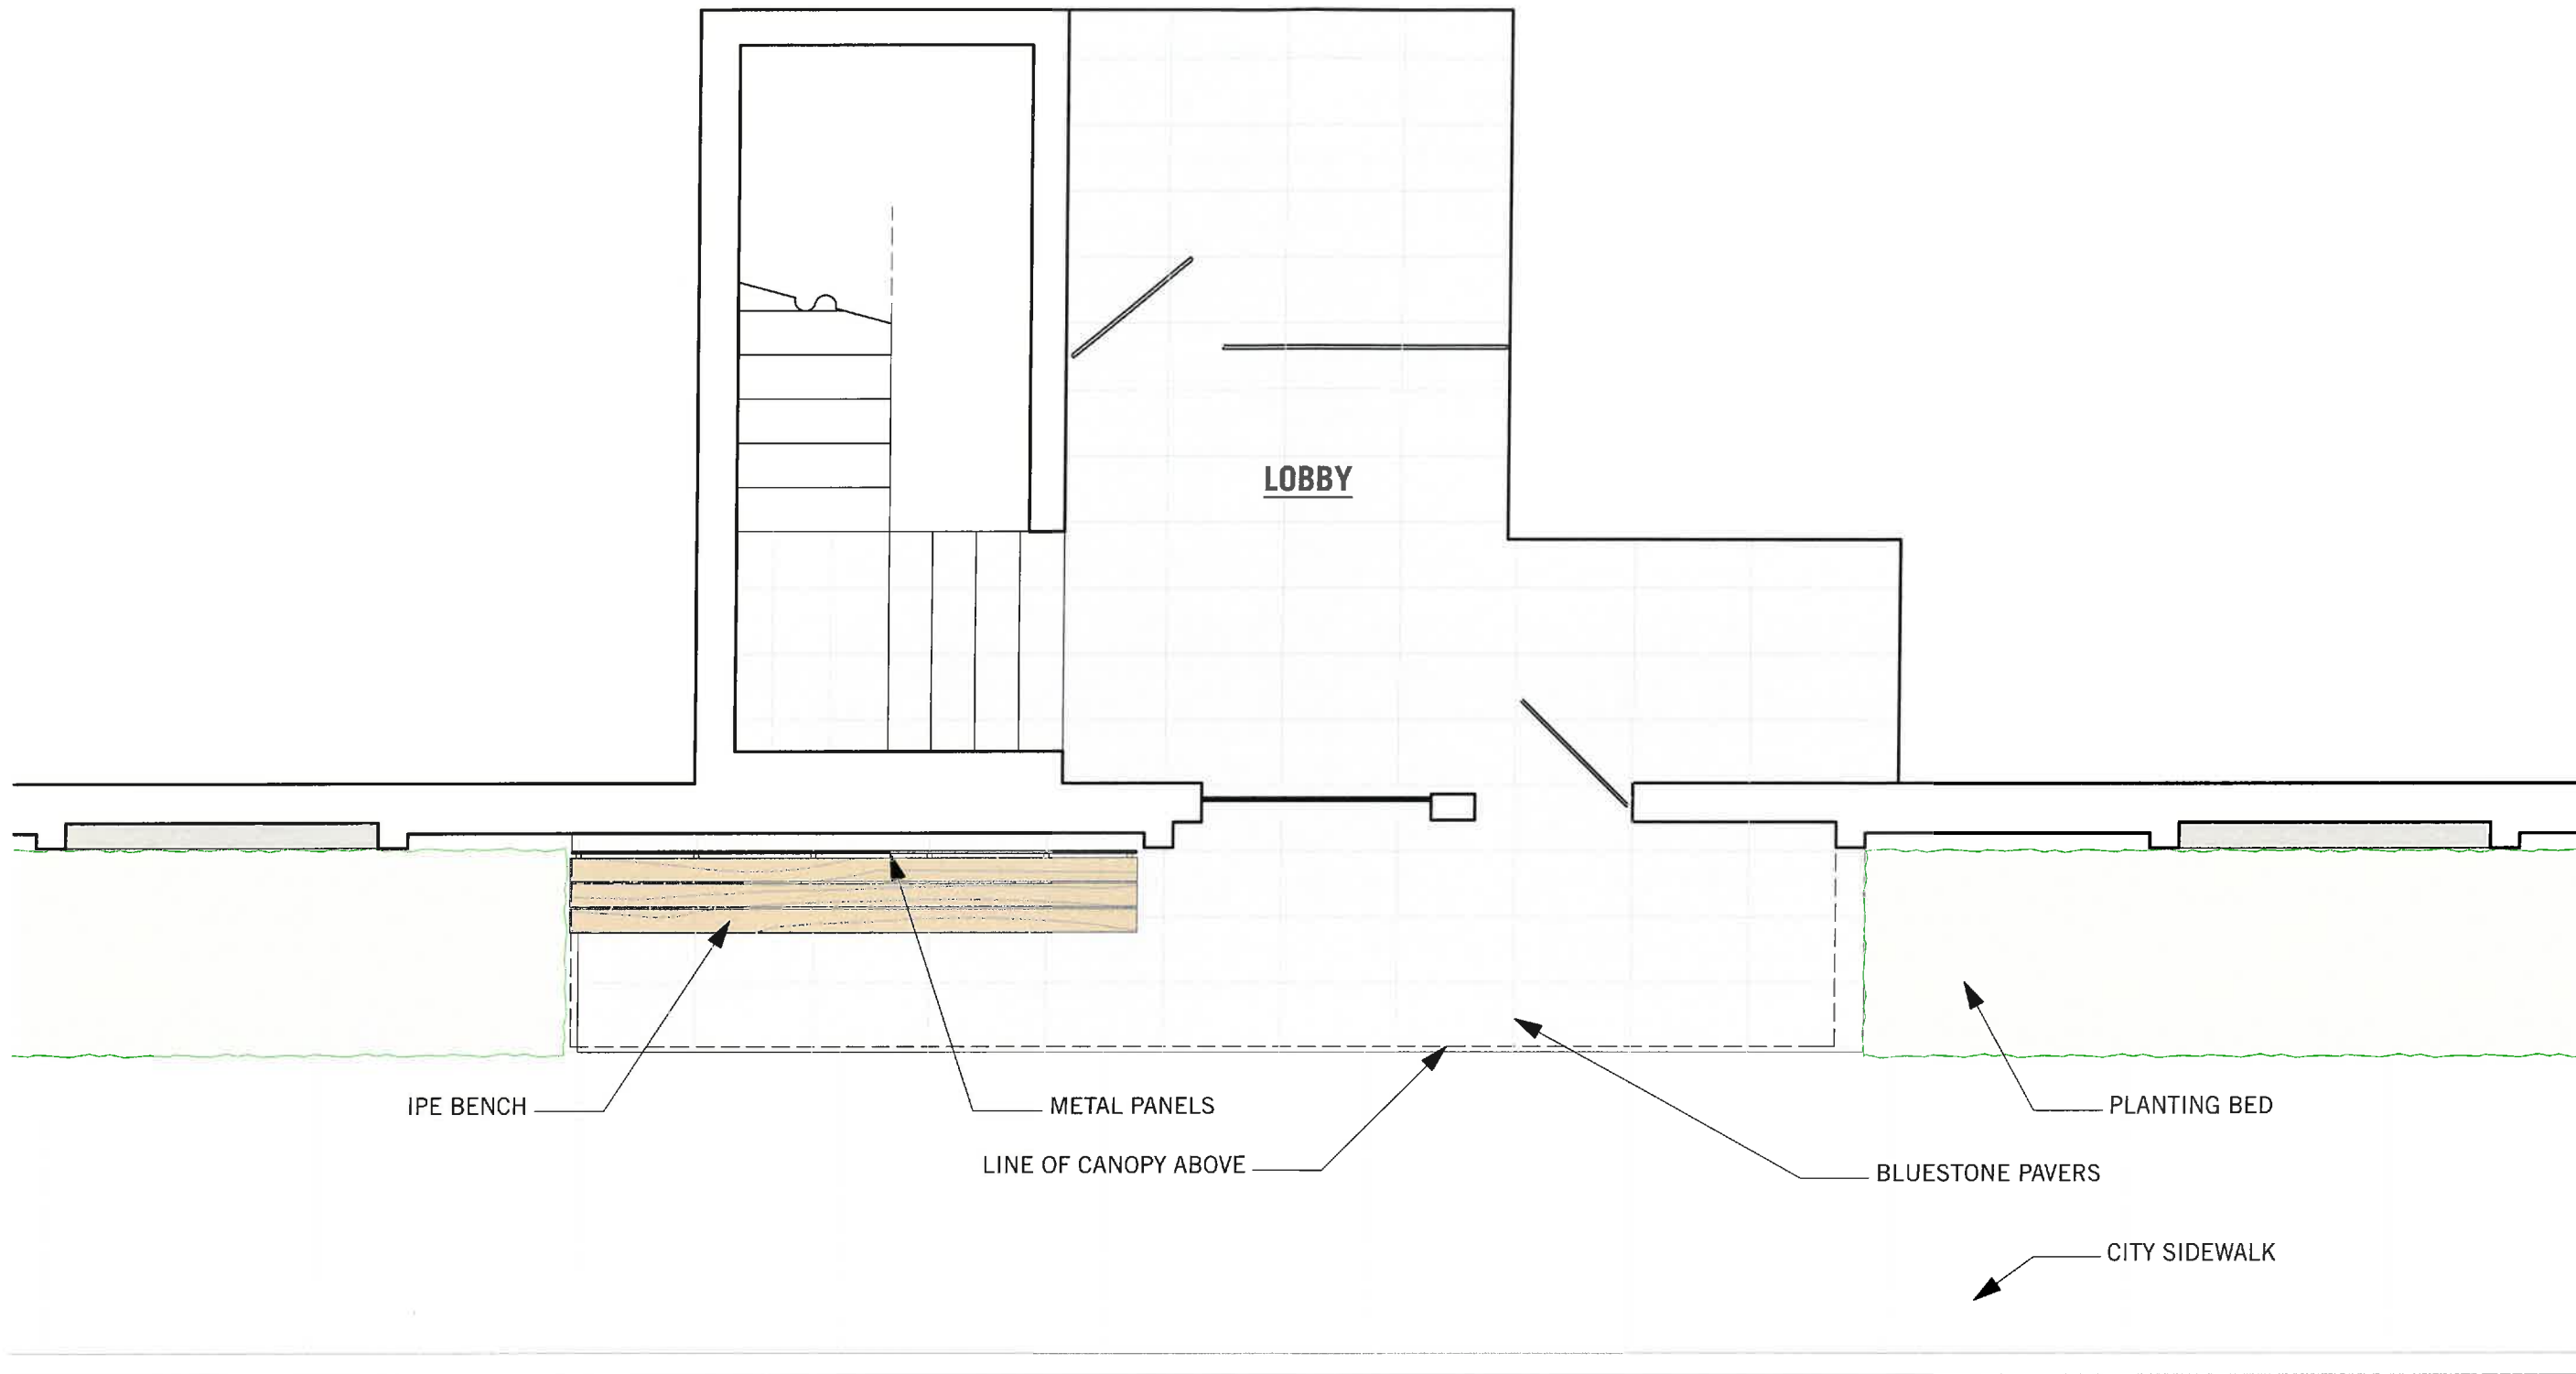 LOBBY
IPE BENCH
METAL PANELS
PLANTING BED
LINE OF CANOPY ABOVE
BLUESTONE PAVERS
CITY SIDEWALK